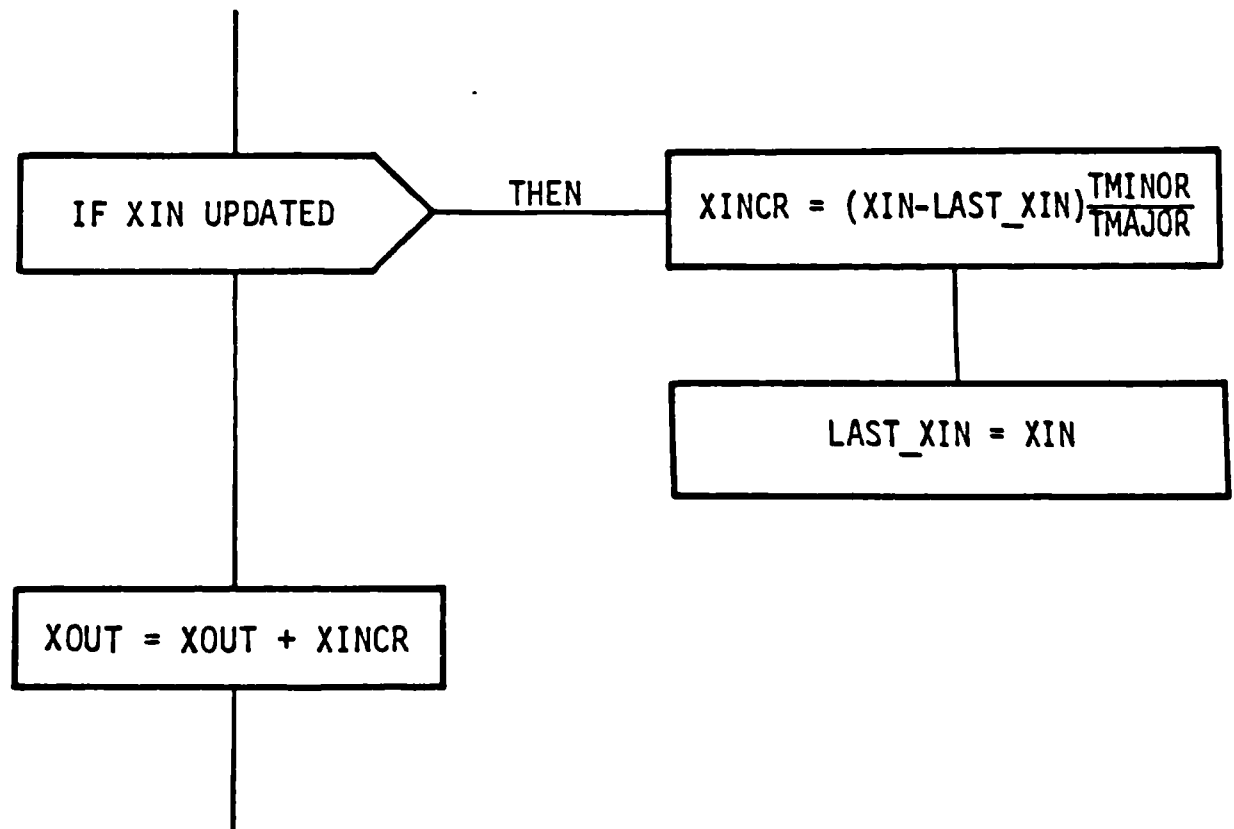 IF XIN UPDATED
THEN
XINCR = (XIN-LAST_XIN) TMINOR
TMAJOR
LAST_XIN = XIN
XOUT = XOUT + XINCR